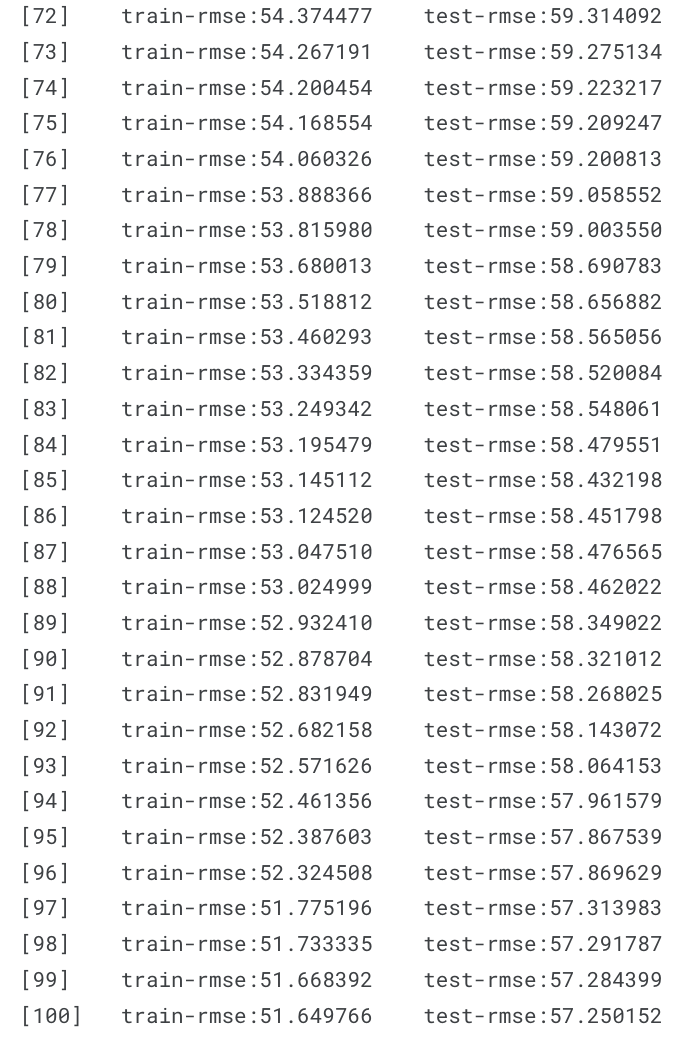 [72] train-rmse:54.374477 test-rmse:59.314092
[73] train-rmse:54.267191 test-rmse:59.275134
[74] train-rmse:54.200454 test-rmse:59.223217
[75] train-rmse:54.168554 test-rmse:59.209247
[76] train-rmse:54.060326 test-rmse:59.200813
[77] train-rmse:53.888366 test-rmse:59.058552
[78] train-rmse:53.815980 test-rmse:59.003550
[79] train-rmse:53.680013 test-rmse:58.690783
[80] train-rmse:53.518812 test-rmse:58.656882
[81] train-rmse:53.460293 test-rmse:58.565056
[82] train-rmse:53.334359 test-rmse:58.520084
[83] train-rmse:53.249342 test-rmse:58.548061
[84] train-rmse:53.195479 test-rmse:58.479551
[85] train-rmse:53.145112 test-rmse:58.432198
[86] train-rmse:53.124520 test-rmse:58.451798
[87] train-rmse:53.047510 test-rmse:58.476565
[88] train-rmse:53.024999 test-rmse:58.462022
[89] train-rmse:52.932410 test-rmse:58.349022
[90] train-rmse:52.878704 test-rmse:58.321012
[91] train-rmse:52.831949 test-rmse:58.268025
[92] train-rmse:52.682158 test-rmse:58.143072
[93] train-rmse:52.571626 test-rmse:58.064153
[94] train-rmse:52.461356 test-rmse:57.961579
[95] train-rmse:52.387603 test-rmse:57.867539
[96] train-rmse:52.324508 test-rmse:57.869629
[97] train-rmse:51.775196 test-rmse:57.313983
[98] train-rmse:51.733335 test-rmse:57.291787
[99] train-rmse:51.668392 test-rmse:57.284399
[100] train-rmse:51.649766 test-rmse:57.250152